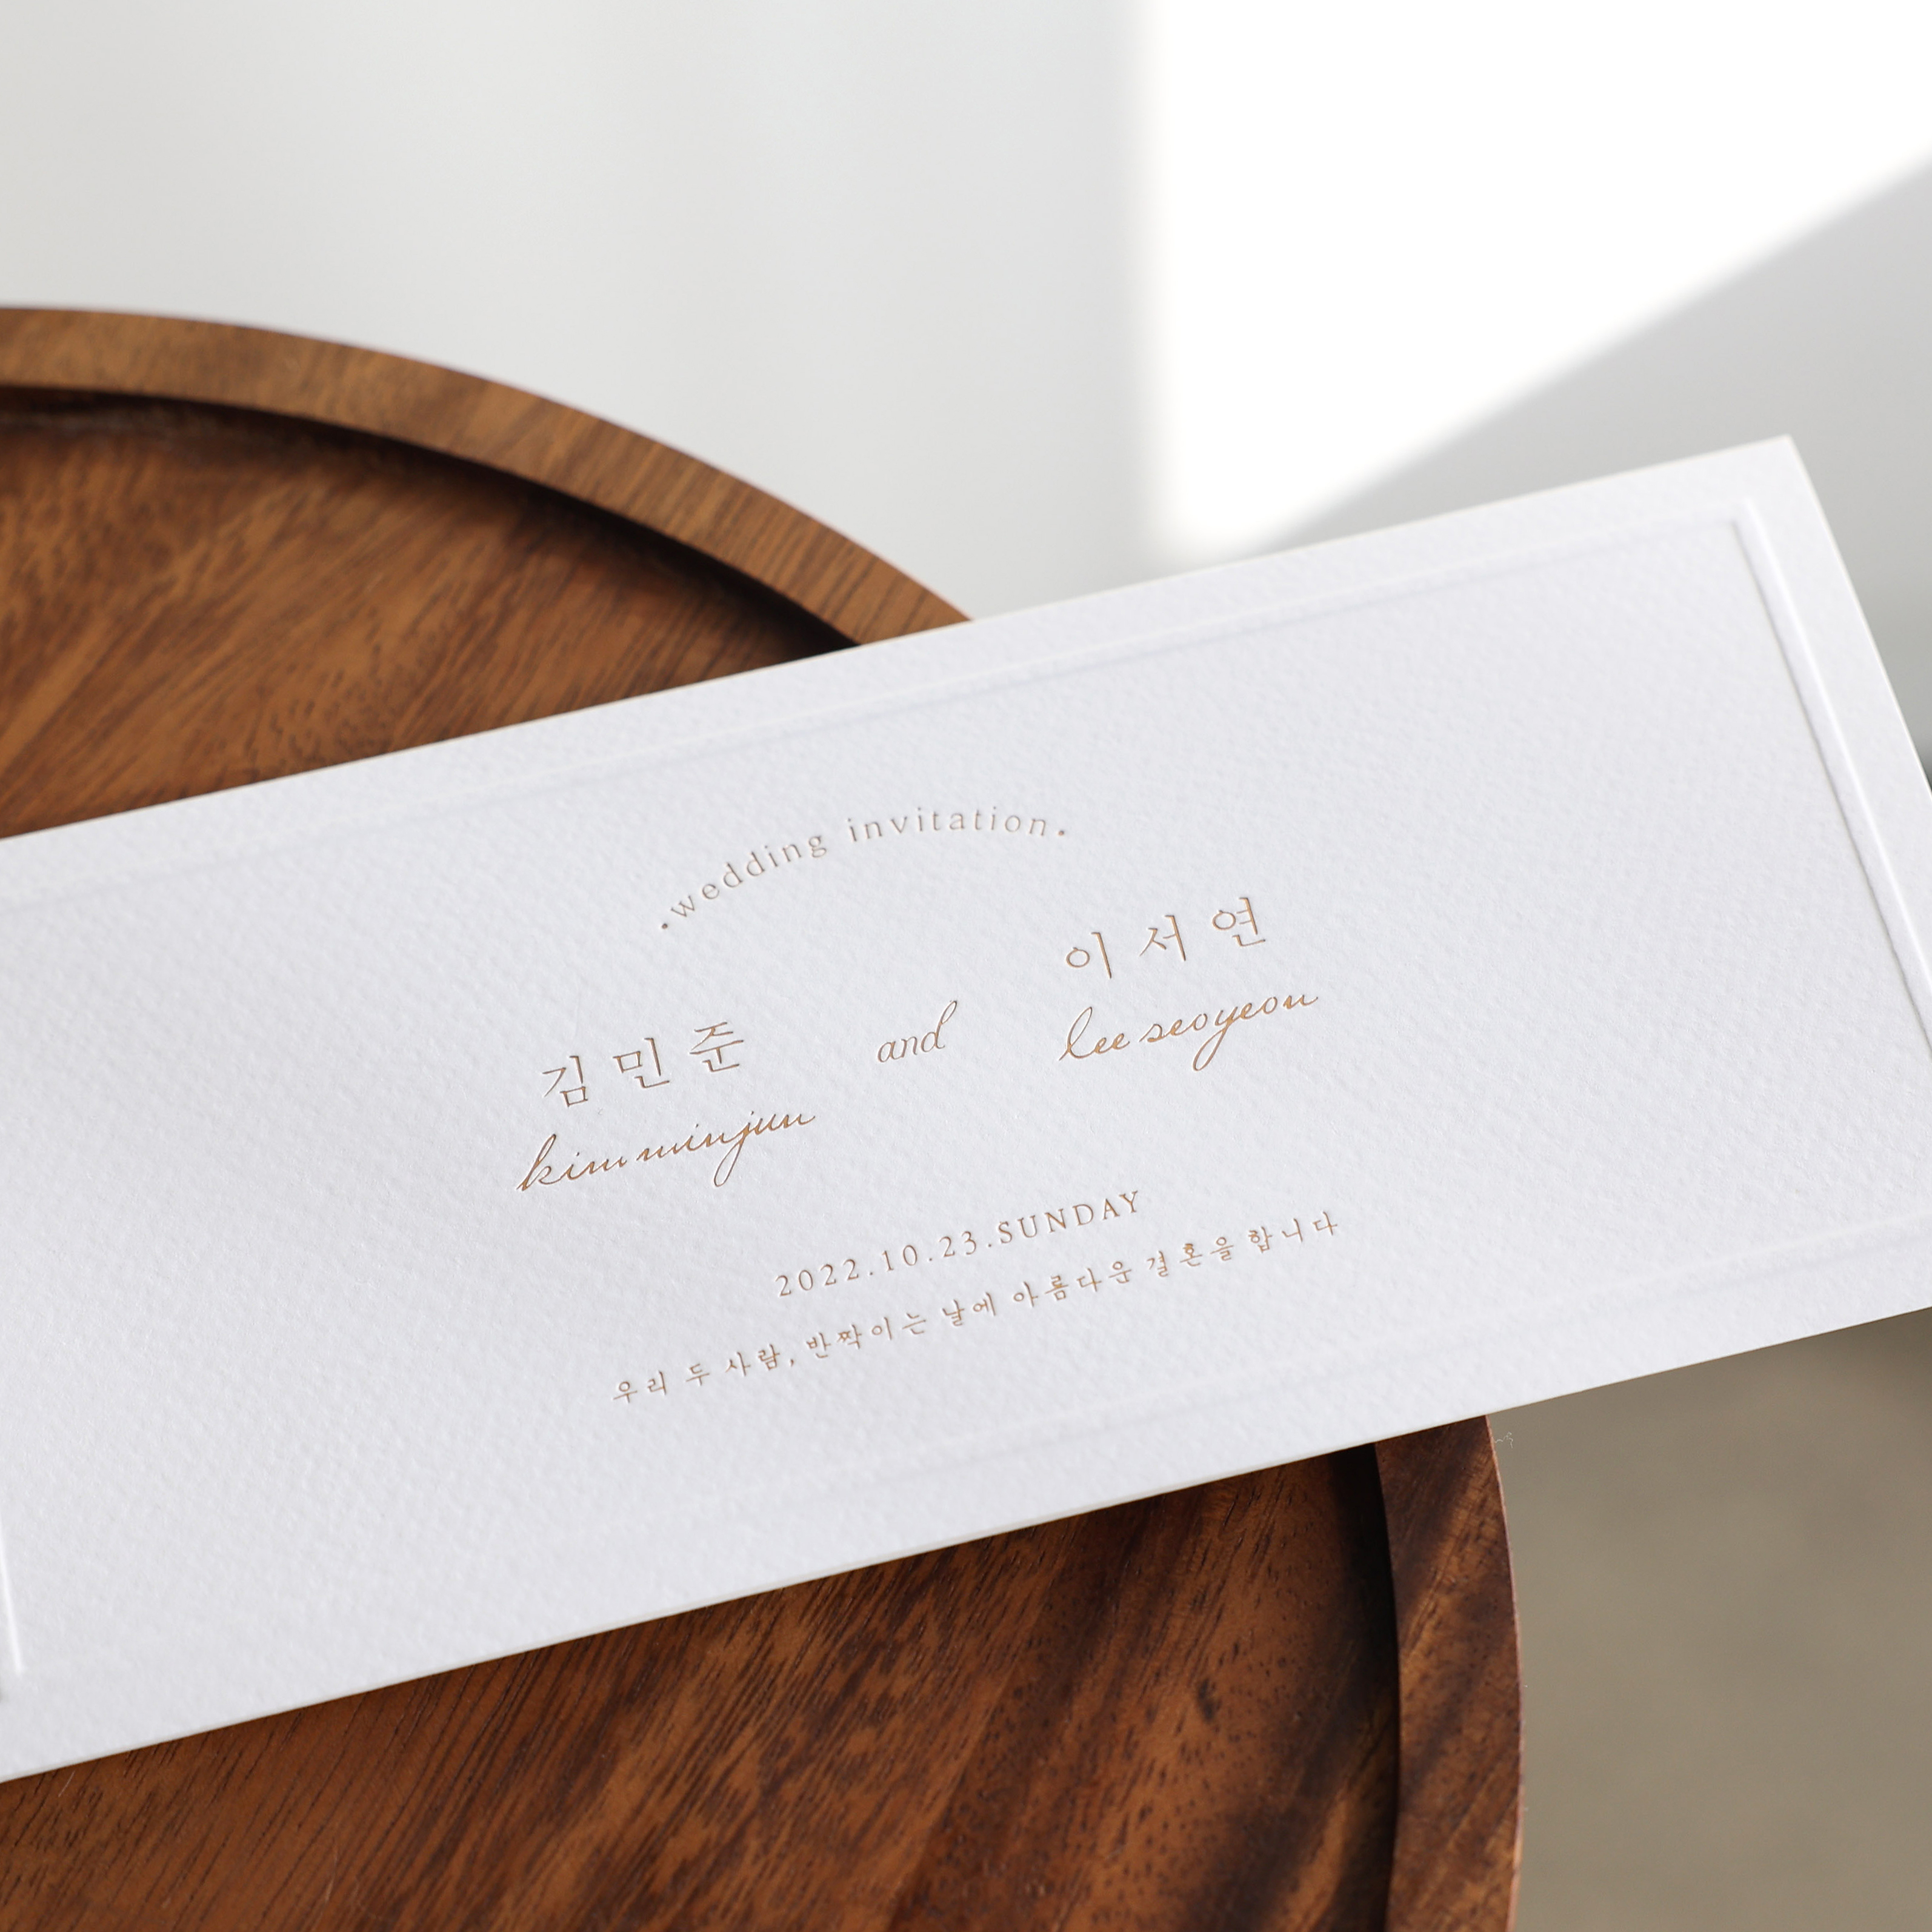 .wedding invitation.
김민준 and 이서연
kim minjun lee seoyeon
2022.10.23.SUNDAY
우리 두 사람, 반짝이는 날에 아름다운 결혼을 합니다